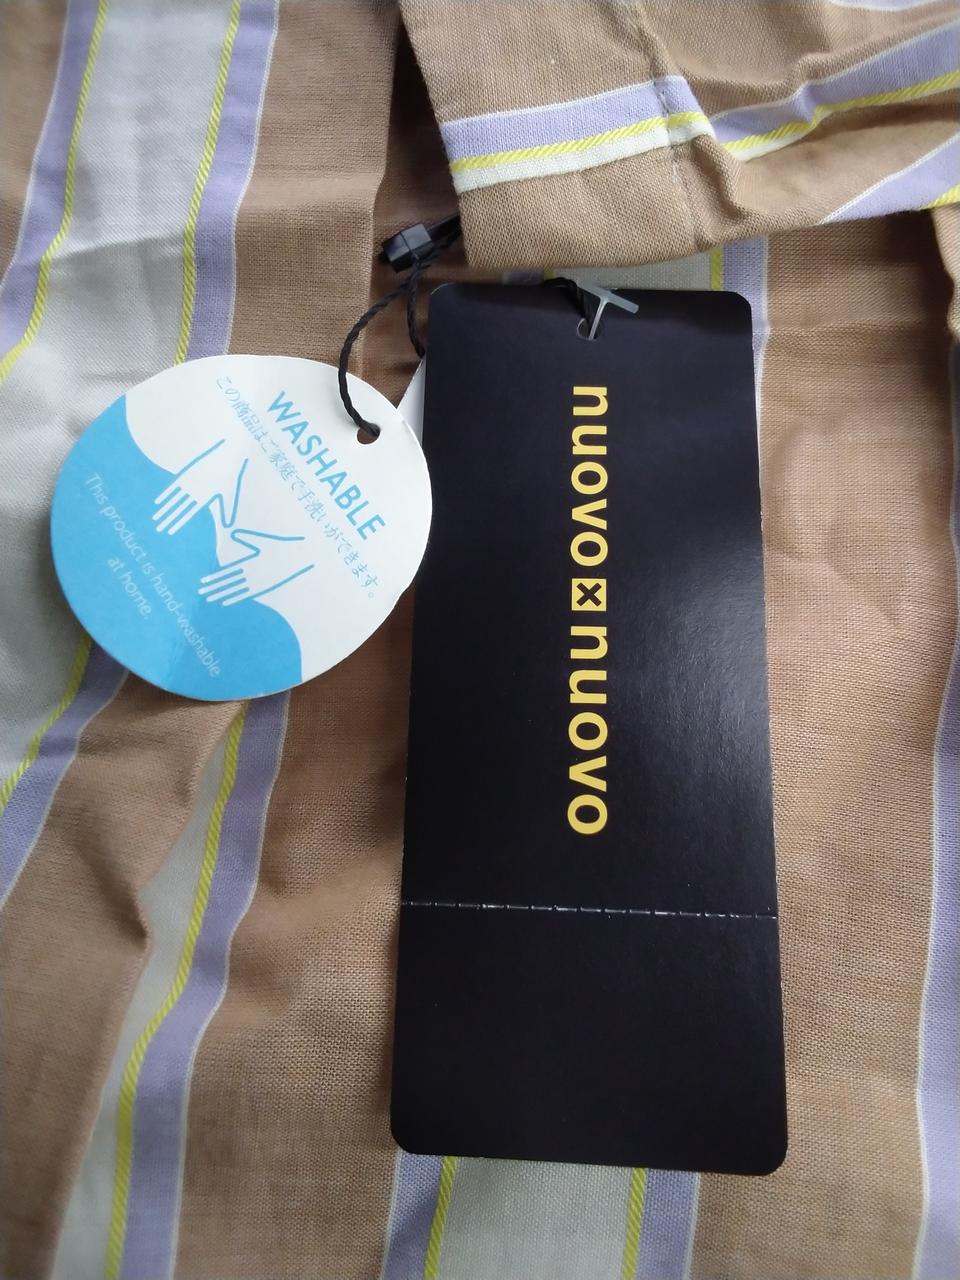 WASHABLE
この商品はご家庭で手洗いができます。
This product is hand-washable
at home.
nuovo×nuovo